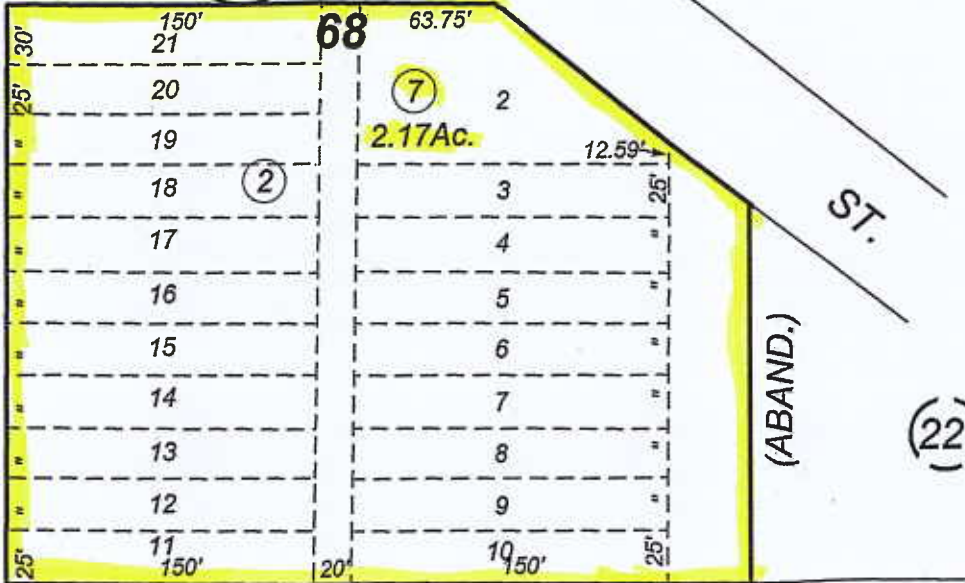 150' 68 63.75'
30' 21
25' 20 7 2
" 19 2.17Ac. 12.59'
" 18 2 3 25' ST.
" 17 4 "
" 16 5 "
" 15 6 " (ABAND.)
" 14 7 "
" 13 8 " 22
" 12 9 "
25' 11 10 25'
150' 20' 150'